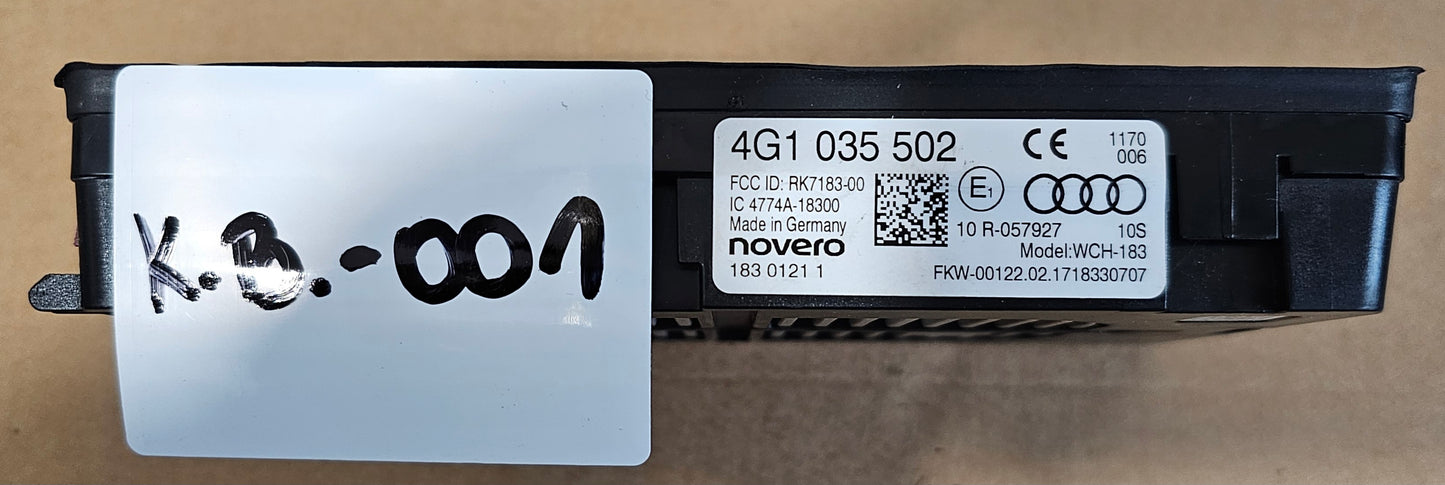 K.B.-001
4G1 035 502
CE
1170
006
FCC ID: RK7183-00
IC 4774A-18300
Made in Germany
novero
183 0121 1
E1
10 R-057927
10S
Model:WCH-183
FKW-00122.02.1718330707